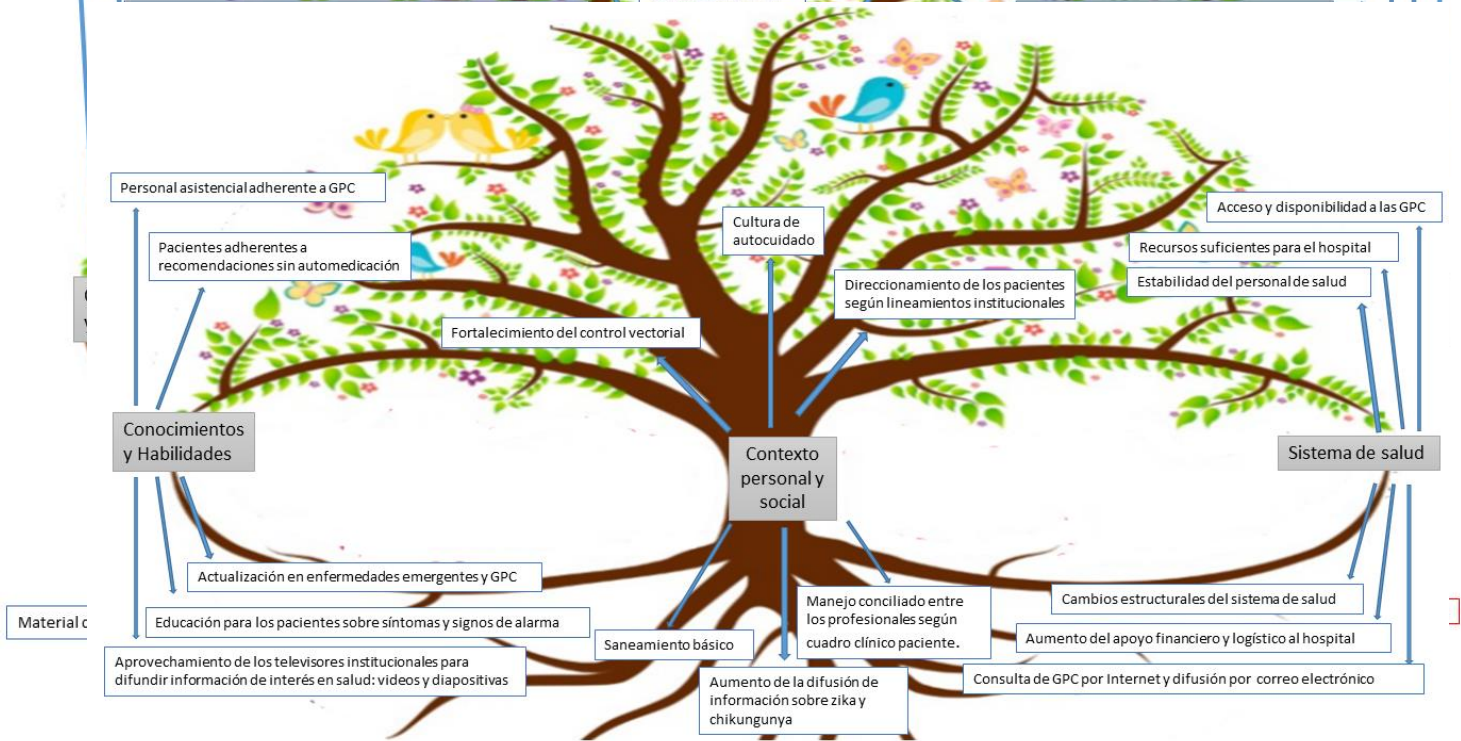 Personal asistencial adherente a GPC
Pacientes adherentes a
recomendaciones sin automedicación
Fortalecimiento del control vectorial
Cultura de
autocuidado
Direccionamiento de los pacientes
según lineamientos institucionales
Acceso y disponibilidad a las GPC
Recursos suficientes para el hospital
Estabilidad del personal de salud
Conocimientos
y Habilidades
Contexto
personal y
social
Sistema de salud
Actualización en enfermedades emergentes y GPC
Educación para los pacientes sobre síntomas y signos de alarma
Aprovechamiento de los televisores institucionales para
difundir información de interés en salud: videos y diapositivas
Saneamiento básico
Aumento de la difusión de
información sobre zika y
chikungunya
Manejo conciliado entre
los profesionales según
cuadro clínico paciente.
Cambios estructurales del sistema de salud
Aumento del apoyo financiero y logístico al hospital
Consulta de GPC por Internet y difusión por correo electrónico
Material